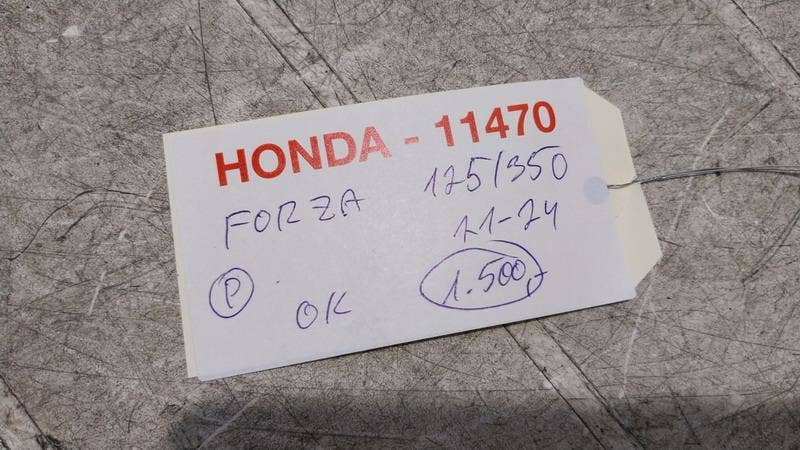 HONDA - 11470
FORZA 125/350
21-24
P OK 1.500,-